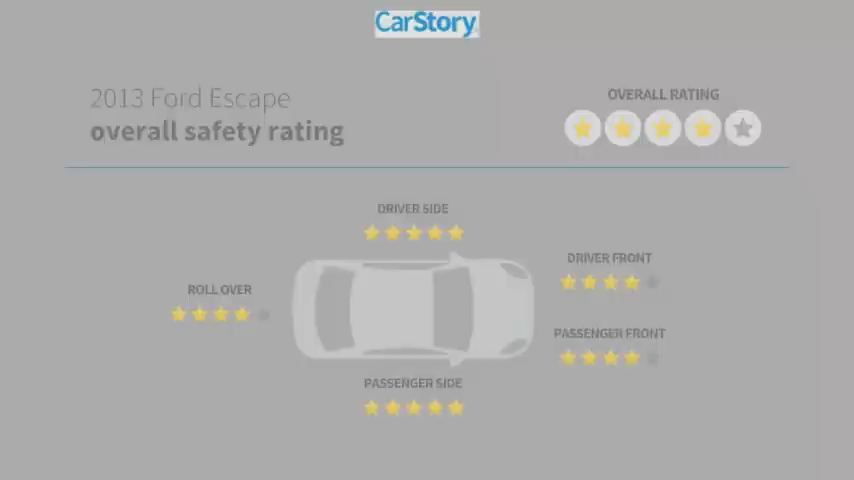 CarStory
2013 Ford Escape
overall safety rating
OVERALL RATING
DRIVER SIDE
DRIVER FRONT
ROLL OVER
PASSENGER FRONT
PASSENGER SIDE